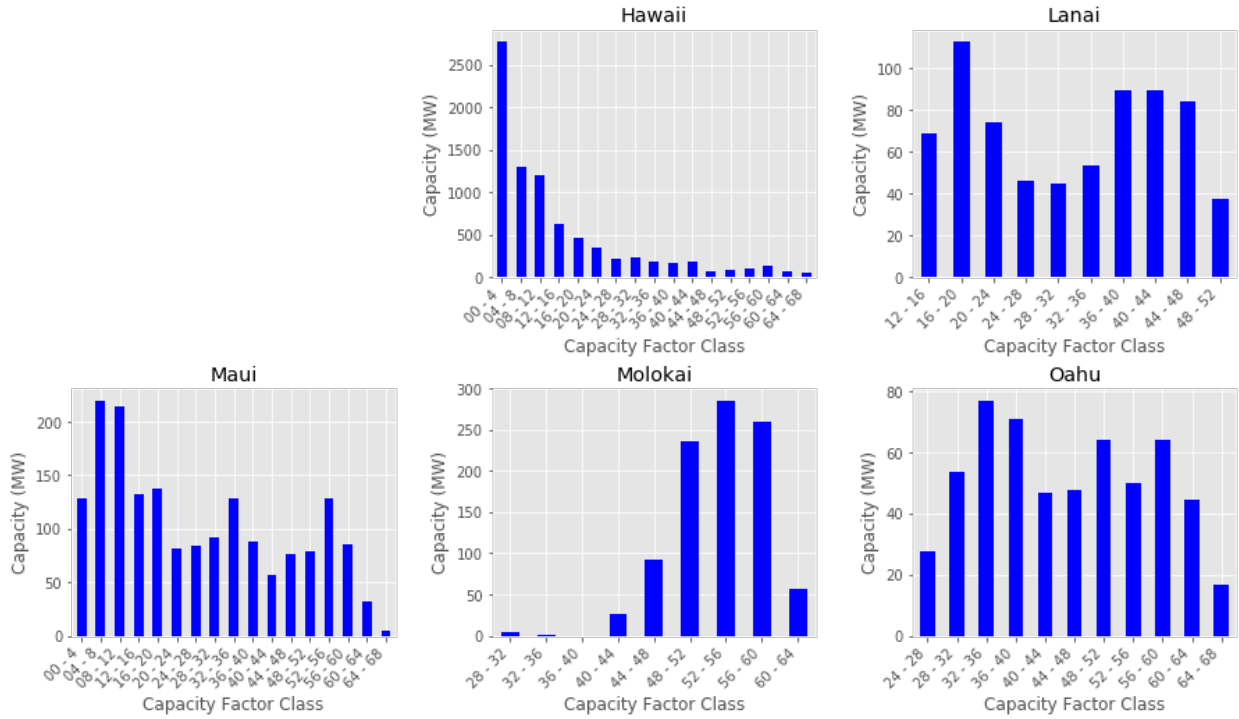 Hawaii
Capacity (MW)
2500
2000
1500
1000
500
0
00 - 4
04 - 8
08 - 12
12 - 16
16 - 20
20 - 24
24 - 28
28 - 32
32 - 36
36 - 40
40 - 44
44 - 48
48 - 52
52 - 56
56 - 60
60 - 64
64 - 68
Capacity Factor Class
Lanai
Capacity (MW)
100
80
60
40
20
0
12 - 16
16 - 20
20 - 24
24 - 28
28 - 32
32 - 36
36 - 40
40 - 44
44 - 48
48 - 52
Capacity Factor Class
Maui
Capacity (MW)
200
150
100
50
0
00 - 4
04 - 8
08 - 12
12 - 16
16 - 20
20 - 24
24 - 28
28 - 32
32 - 36
36 - 40
40 - 44
44 - 48
48 - 52
52 - 56
56 - 60
60 - 64
64 - 68
Capacity Factor Class
Molokai
Capacity (MW)
300
250
200
150
100
50
0
28 - 32
32 - 36
36 - 40
40 - 44
44 - 48
48 - 52
52 - 56
56 - 60
60 - 64
Capacity Factor Class
Oahu
Capacity (MW)
80
60
40
20
0
24 - 28
28 - 32
32 - 36
36 - 40
40 - 44
44 - 48
48 - 52
52 - 56
56 - 60
60 - 64
64 - 68
Capacity Factor Class